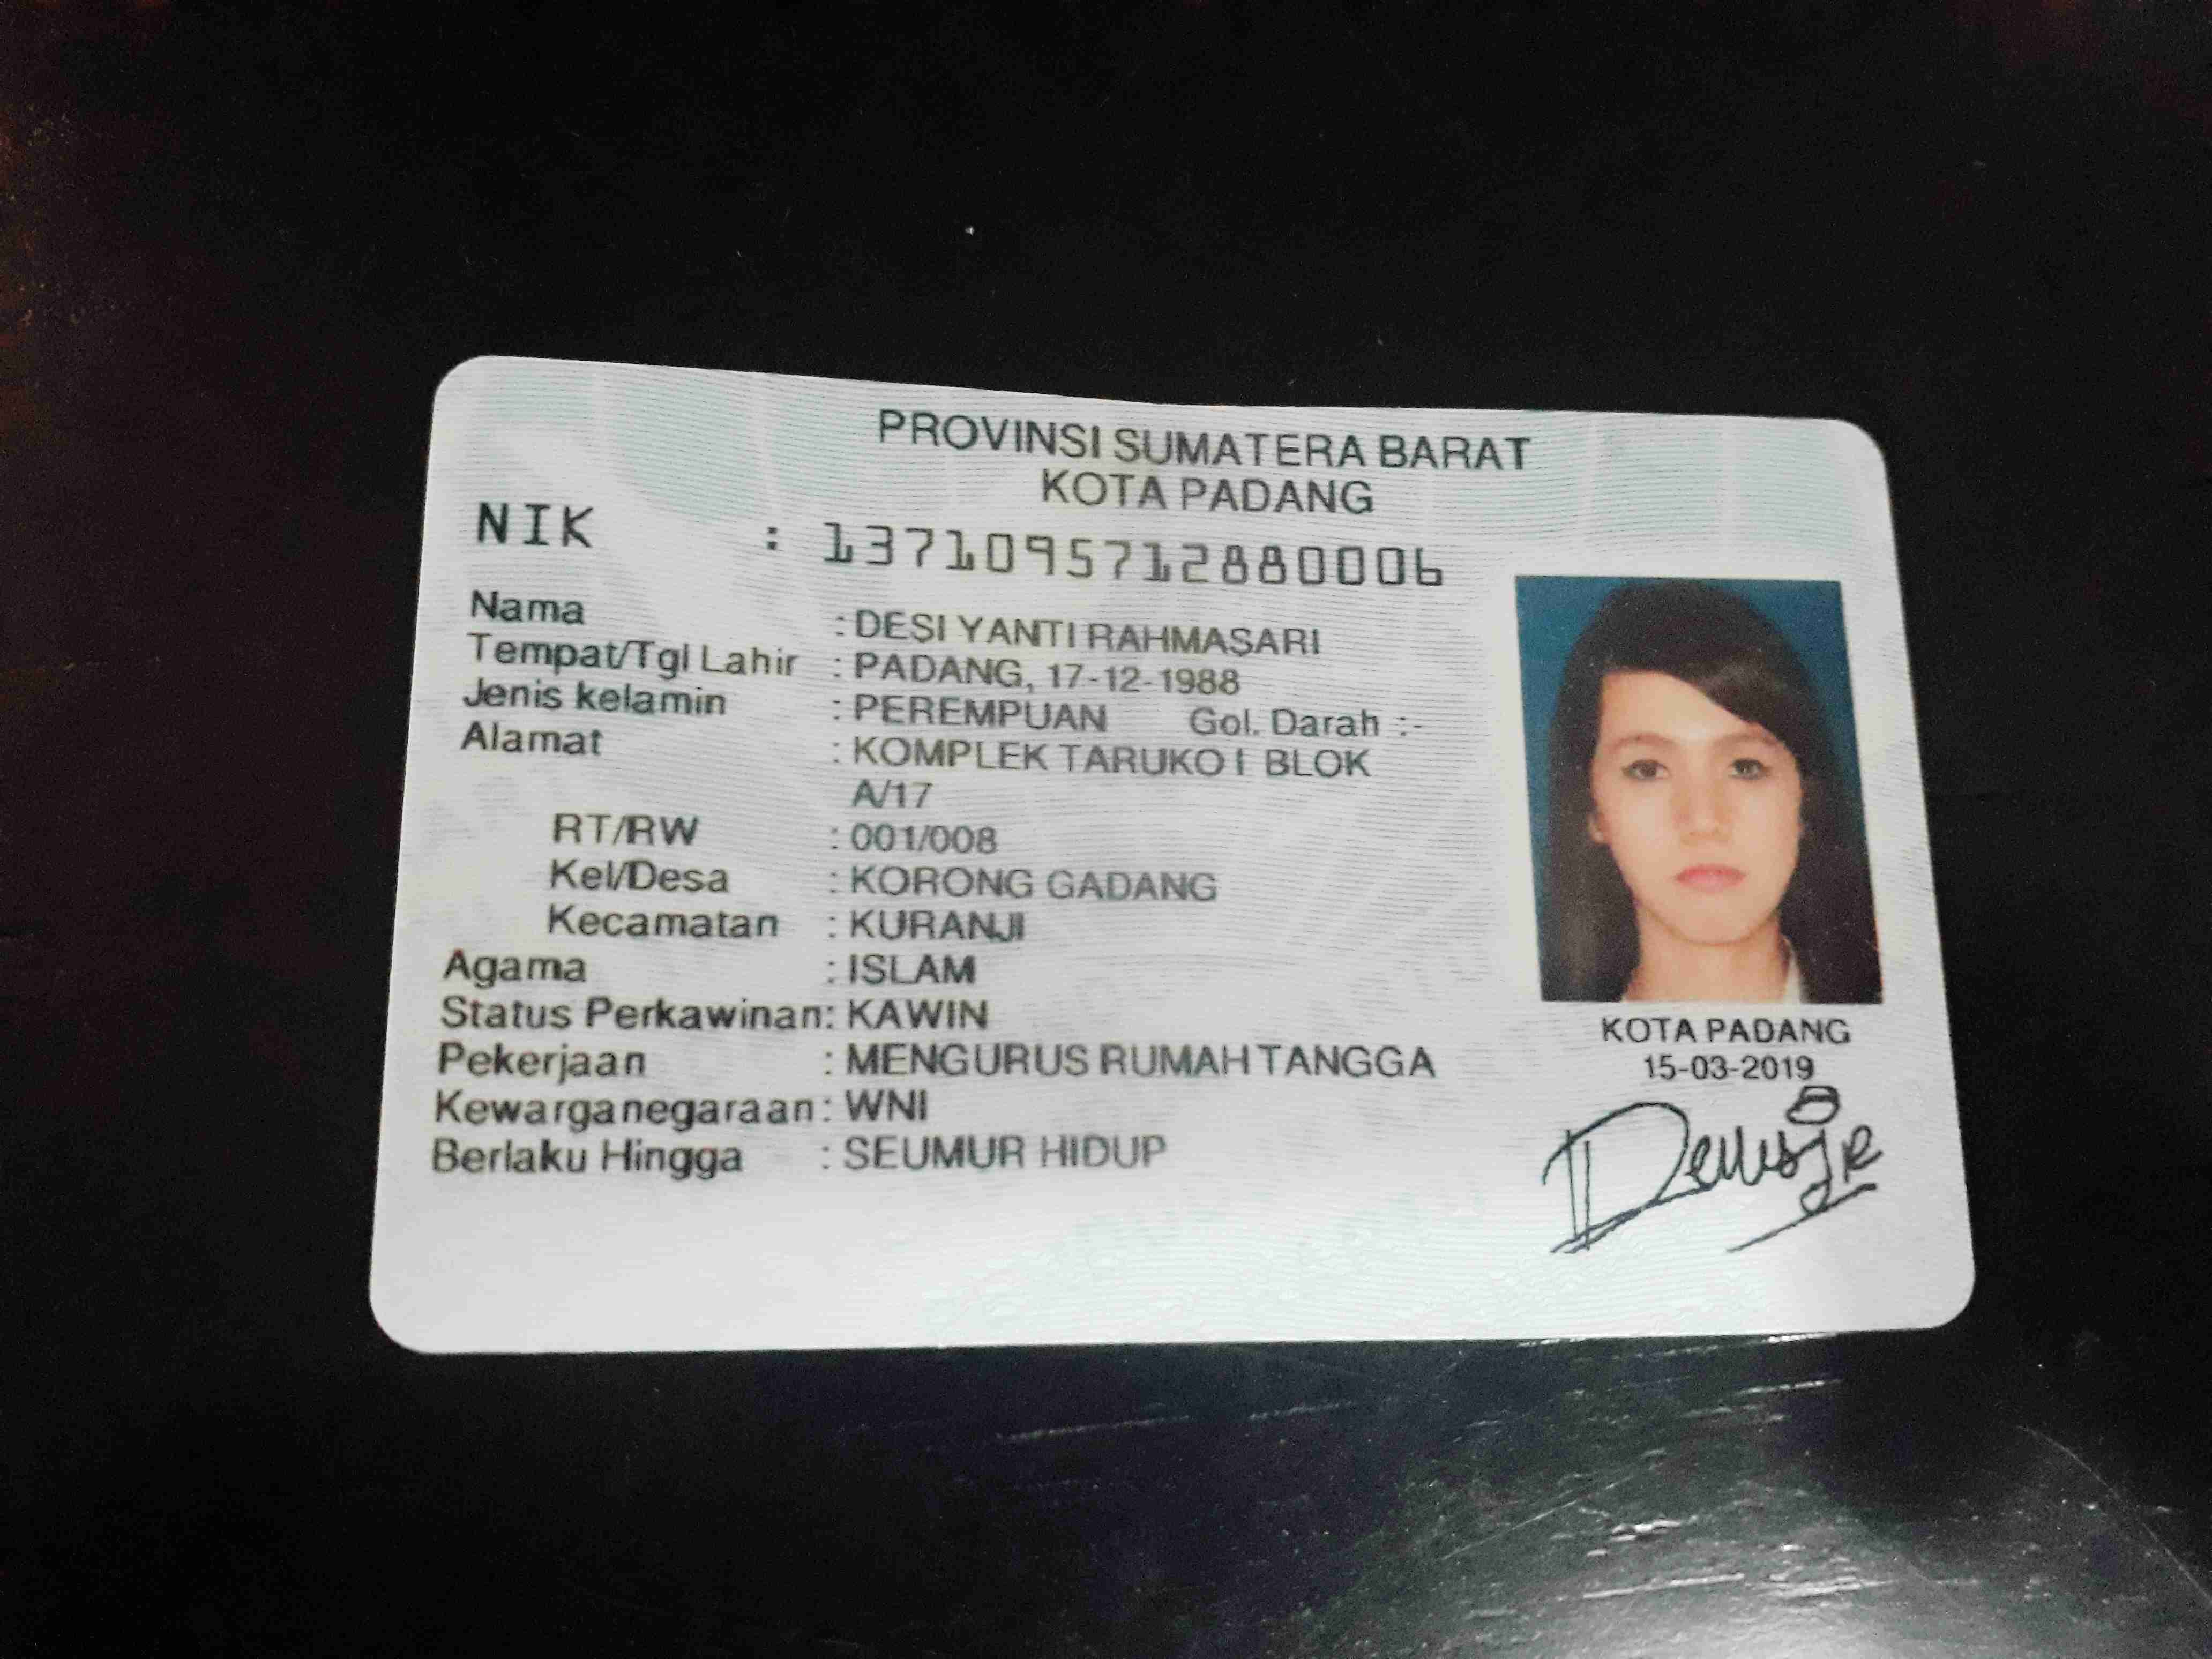 PROVINSI SUMATERA BARAT
KOTA PADANG
NIK : 1371095712880006
Nama : DESI YANTI RAHMASARI
Tempat/Tgl Lahir : PADANG, 17-12-1988
Jenis kelamin : PEREMPUAN Gol. Darah :-
Alamat : KOMPLEK TARUKO I BLOK
A/17
RT/RW : 001/008
Kel/Desa : KORONG GADANG
Kecamatan : KURANJI
Agama : ISLAM
Status Perkawinan: KAWIN
Pekerjaan : MENGURUS RUMAH TANGGA
Kewarganegaraan: WNI
Berlaku Hingga : SEUMUR HIDUP
KOTA PADANG
15-03-2019